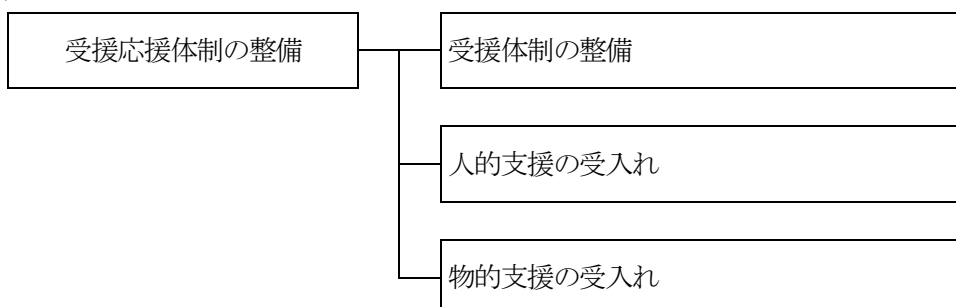 受援応援体制の整備
受援体制の整備
人的支援の受入れ
物的支援の受入れ